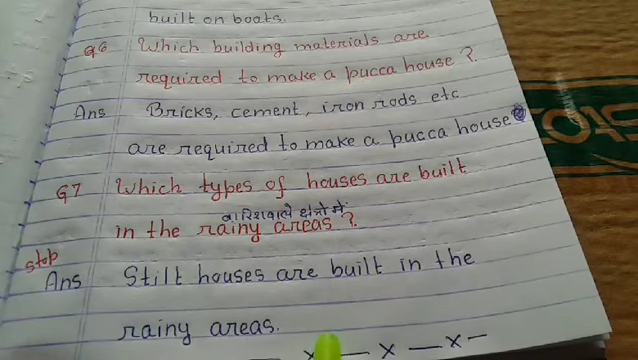 built on boats.
Q6 Which building materials are
required to make a pucca house?
Ans Bricks, cement, iron rods etc
are required to make a pucca house
Q7 Which types of houses are built
बारिशवाले क्षेत्रो में
in the rainy areas?
stop
Ans Stilt houses are built in the
rainy areas.
x — x — x —